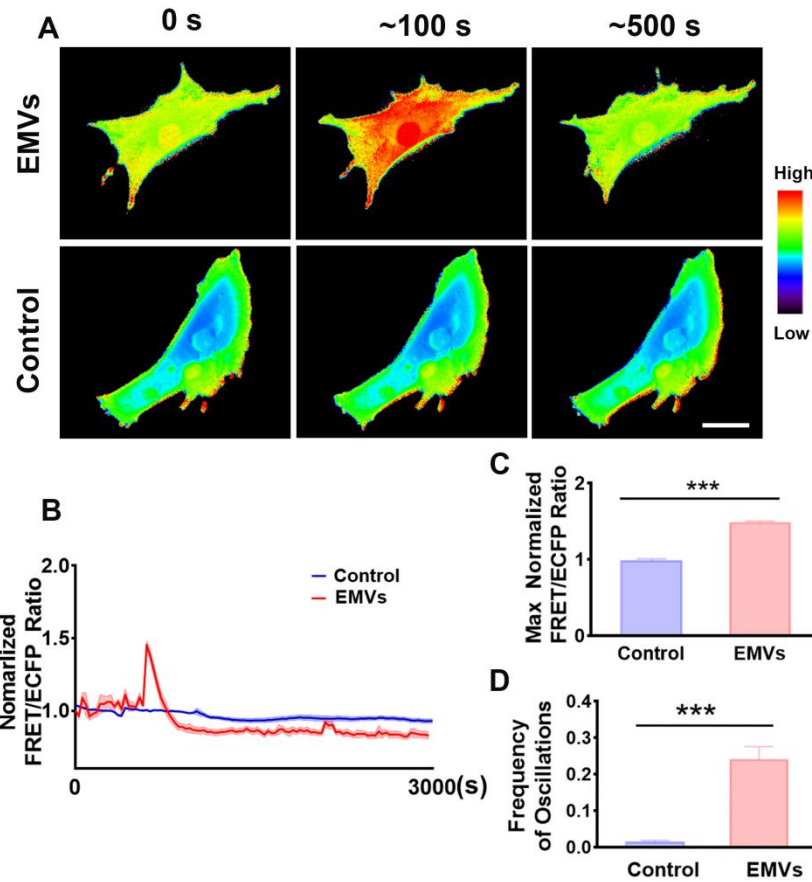 A
0 s
~100 s
~500 s
EMVs
Control
High
Low
B
Nomarlized
FRET/ECFP Ratio
2.0
1.5
1.0
0
3000(s)
Control
EMVs
C
Max Normalized
FRET/ECFP Ratio
2
1
0
***
Control
EMVs
D
Frequency
of Oscillations
0.4
0.3
0.2
0.1
0.0
***
Control
EMVs